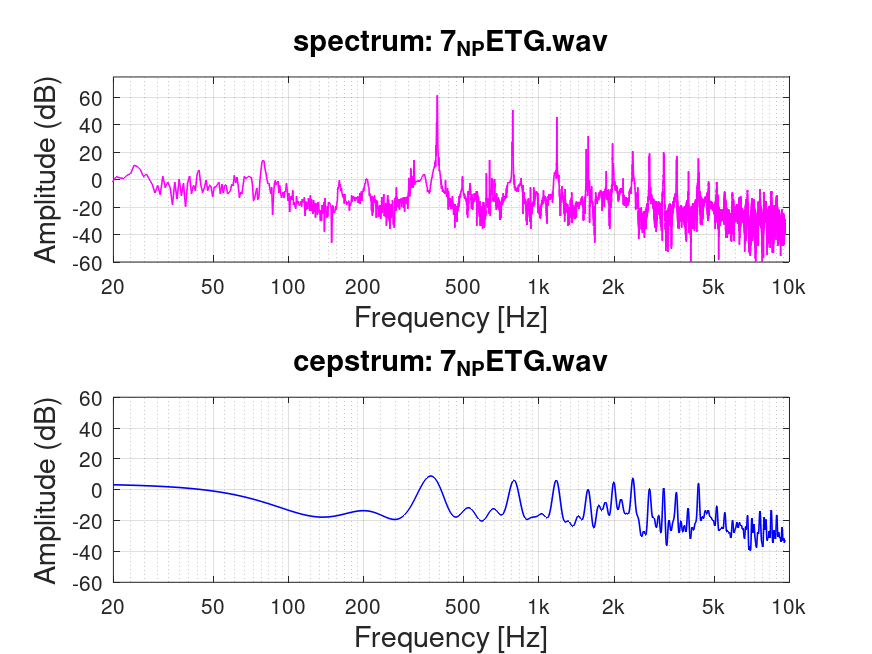 spectrum: 7NPETG.wav
Amplitude (dB)
60
40
20
0
-20
-40
-60
20 50 100 200 500 1k 2k 5k 10k
Frequency [Hz]
cepstrum: 7NPETG.wav
Amplitude (dB)
60
40
20
0
-20
-40
-60
20 50 100 200 500 1k 2k 5k 10k
Frequency [Hz]